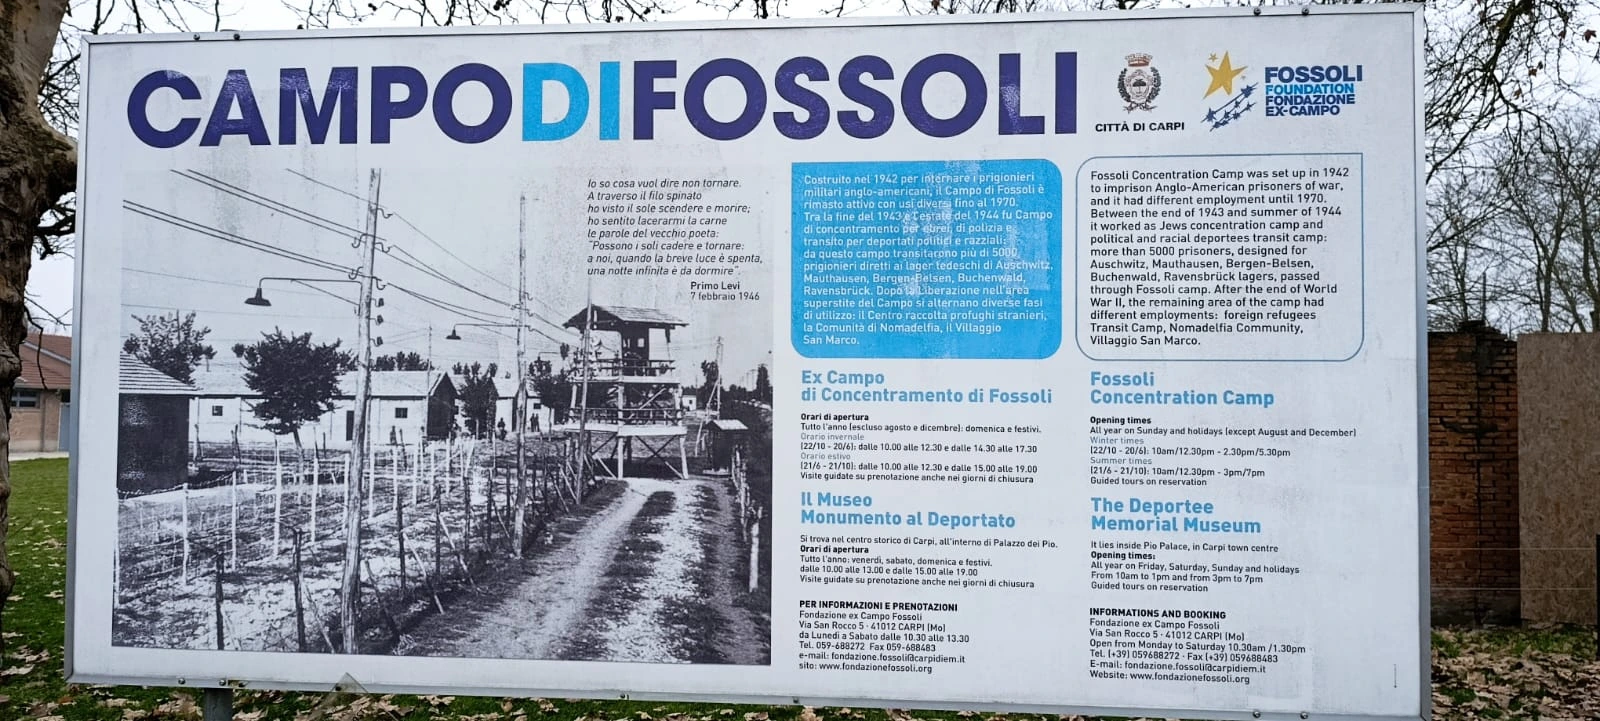 CAMPODIFOSSOLI
CITTÀ DI CARPI
FOSSOLI
FOUNDATION
FONDAZIONE
EX-CAMPO
Io so cosa vuol dire non tornare.
A traverso il filo spinato
ho visto il sole scendere e morire;
ho sentito lacerarmi la carne
le parole del vecchio poeta:
"Possono i soli cadere e tornare:
a noi, quando la breve luce è spenta,
una notte infinita è da dormire".
Primo Levi
7 febbraio 1946
Costruito nel 1942 per internare i prigionieri
militari anglo-americani, il Campo di Fossoli è
rimasto attivo con usi diversi fino al 1970.
Tra la fine del 1943 e l'estate del 1944 fu Campo
di concentramento per ebrei, di polizia e
transito per deportati politici e razziali:
da questo campo transitarono più di 5000
prigionieri diretti ai lager tedeschi di Auschwitz,
Mauthausen, Bergen-Belsen, Buchenwald,
Ravensbrück. Dopo la Liberazione nell'area
superstite del Campo si alternano diverse fasi
di utilizzo: il Centro raccolta profughi stranieri,
la Comunità di Nomadelfia, il Villaggio
San Marco.
Fossoli Concentration Camp was set up in 1942
to imprison Anglo-American prisoners of war,
and it had different employment until 1970.
Between the end of 1943 and summer of 1944
it worked as Jews concentration camp and
political and racial deportees transit camp:
more than 5000 prisoners, designed for
Auschwitz, Mauthausen, Bergen-Belsen,
Buchenwald, Ravensbrück lagers, passed
through Fossoli camp. After the end of World
War II, the remaining area of the camp had
different employments: foreign refugees
Transit Camp, Nomadelfia Community,
Villaggio San Marco.
Ex Campo
di Concentramento di Fossoli
Orari di apertura
Tutto l'anno (escluso agosto e dicembre): domenica e festivi.
Orario invernale
(22/10 - 20/6): dalle 10.00 alle 12.30 e dalle 14.30 alle 17.30
Orario estivo
(21/6 - 21/10): dalle 10.00 alle 12.30 e dalle 15.00 alle 19.00
Visite guidate su prenotazione anche nei giorni di chiusura
Il Museo
Monumento al Deportato
Si trova nel centro storico di Carpi, all'interno di Palazzo dei Pio.
Orari di apertura
Tutto l'anno: venerdì, sabato, domenica e festivi.
dalle 10.00 alle 13.00 e dalle 15.00 alle 19.00
Visite guidate su prenotazione anche nei giorni di chiusura
PER INFORMAZIONI E PRENOTAZIONI
Fondazione ex Campo Fossoli
Via San Rocco 5 - 41012 CARPI (Mo)
da Lunedì a Sabato dalle 10.30 alle 13.30
Tel. 059-688272 Fax 059-688483
e-mail: fondazione.fossoli@carpidiem.it
sito: www.fondazionefossoli.org
Fossoli
Concentration Camp
Opening times
All year on Sunday and holidays (except August and December)
Winter times
(22/10 - 20/6): 10am/12.30pm - 2.30pm/5.30pm
Summer times
(21/6 - 21/10): 10am/12.30pm - 3pm/7pm
Guided tours on reservation
The Deportee
Memorial Museum
It lies inside Pio Palace, in Carpi town centre
Opening times:
All year on Friday, Saturday, Sunday and holidays
From 10am to 1pm and from 3pm to 7pm
Guided tours on reservation
INFORMATIONS AND BOOKING
Fondazione ex Campo Fossoli
Via San Rocco 5 - 41012 CARPI (Mo)
Open from Monday to Saturday 10.30am /1.30pm
Tel. (+39) 059688272 - Fax (+39) 059688483
E-mail: fondazione.fossoli@carpidiem.it
Website: www.fondazionefossoli.org